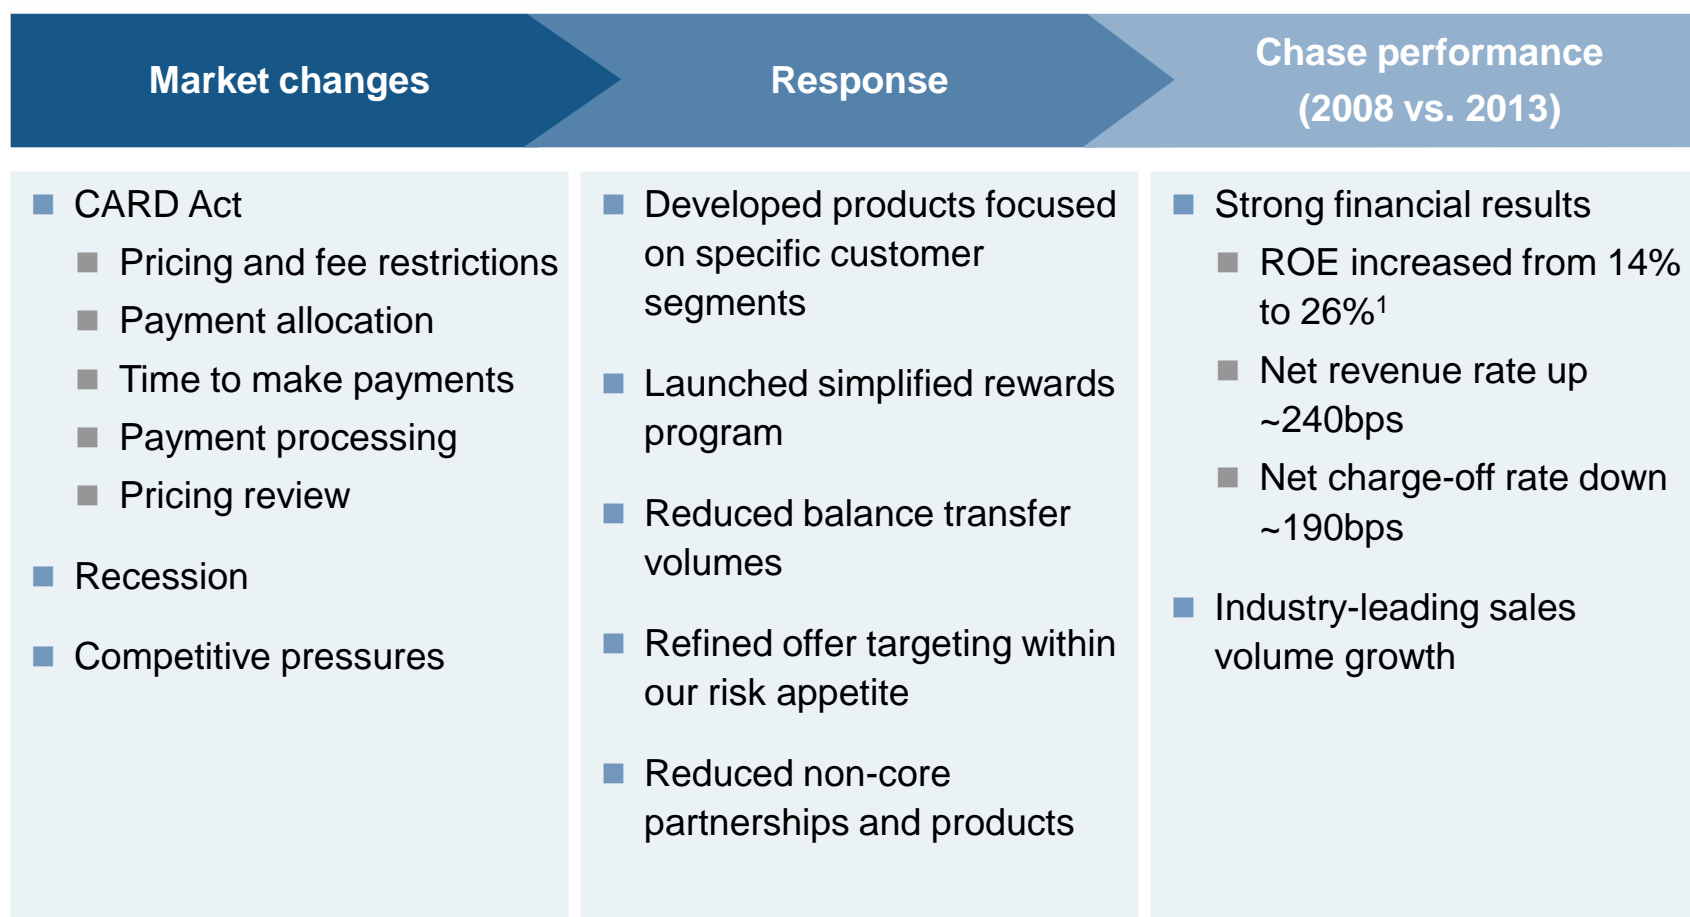 Market changes
Response
Chase performance
(2008 vs. 2013)
CARD Act
Pricing and fee restrictions
Payment allocation
Time to make payments
Payment processing
Pricing review
Recession
Competitive pressures
Developed products focused
on specific customer
segments
Launched simplified rewards
program
Reduced balance transfer
volumes
Refined offer targeting within
our risk appetite
Reduced non-core
partnerships and products
Strong financial results
ROE increased from 14%
to 26%¹
Net revenue rate up
~240bps
Net charge-off rate down
~190bps
Industry-leading sales
volume growth